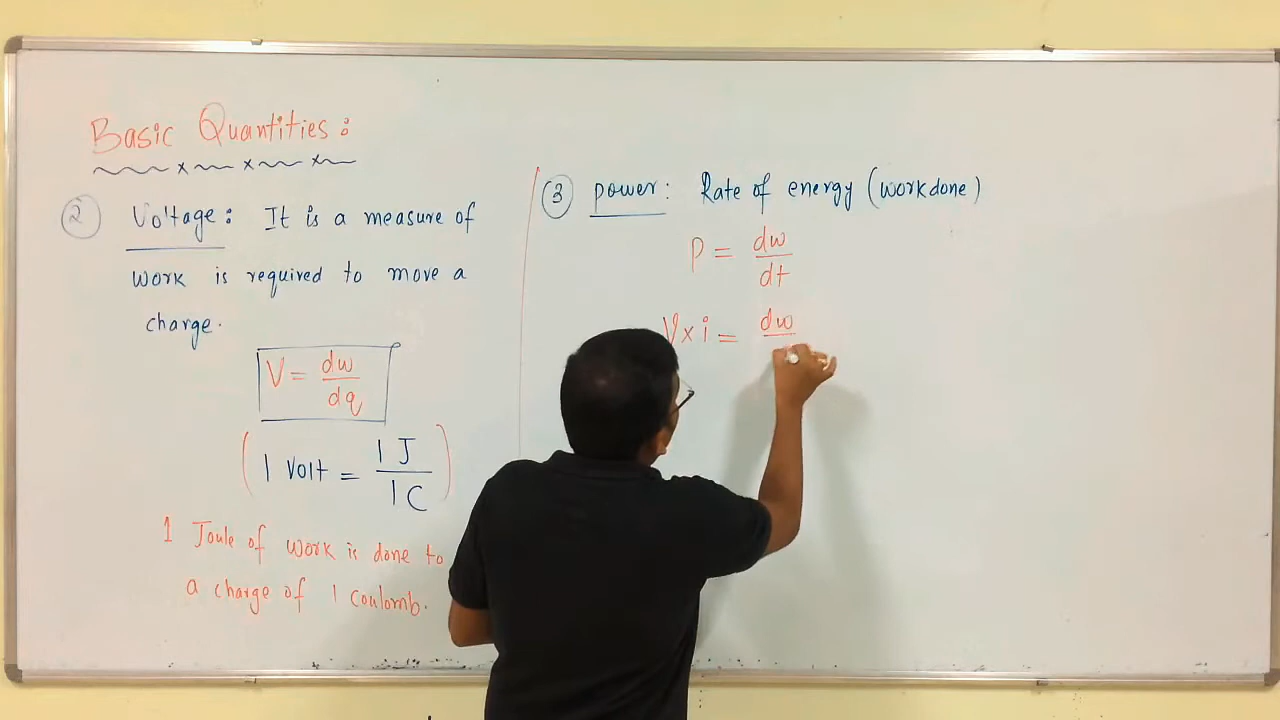 Basic Quantities:
② Voltage: It is a measure of
work is required to move a
charge.
V = dw/dq
(1 Volt = 1 J/1 C)
1 Joule of work is done to
a charge of 1 Coulomb.
③ power: Rate of energy (workdone)
P = dw/dt
V x i = dw